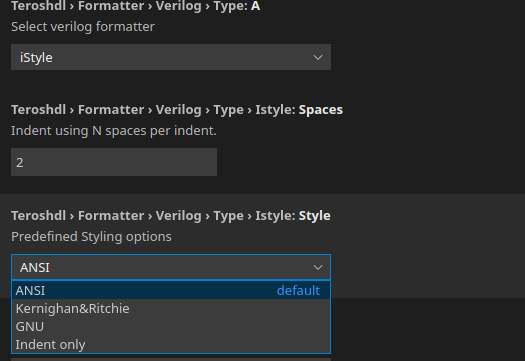 Teroshdl › Formatter › Verilog › Type: A
Select verilog formatter
iStyle
Teroshdl › Formatter › Verilog › Type › Istyle: Spaces
Indent using N spaces per indent.
2
Teroshdl › Formatter › Verilog › Type › Istyle: Style
Predefined Styling options
ANSI
ANSI default
Kernighan&Ritchie
GNU
Indent only